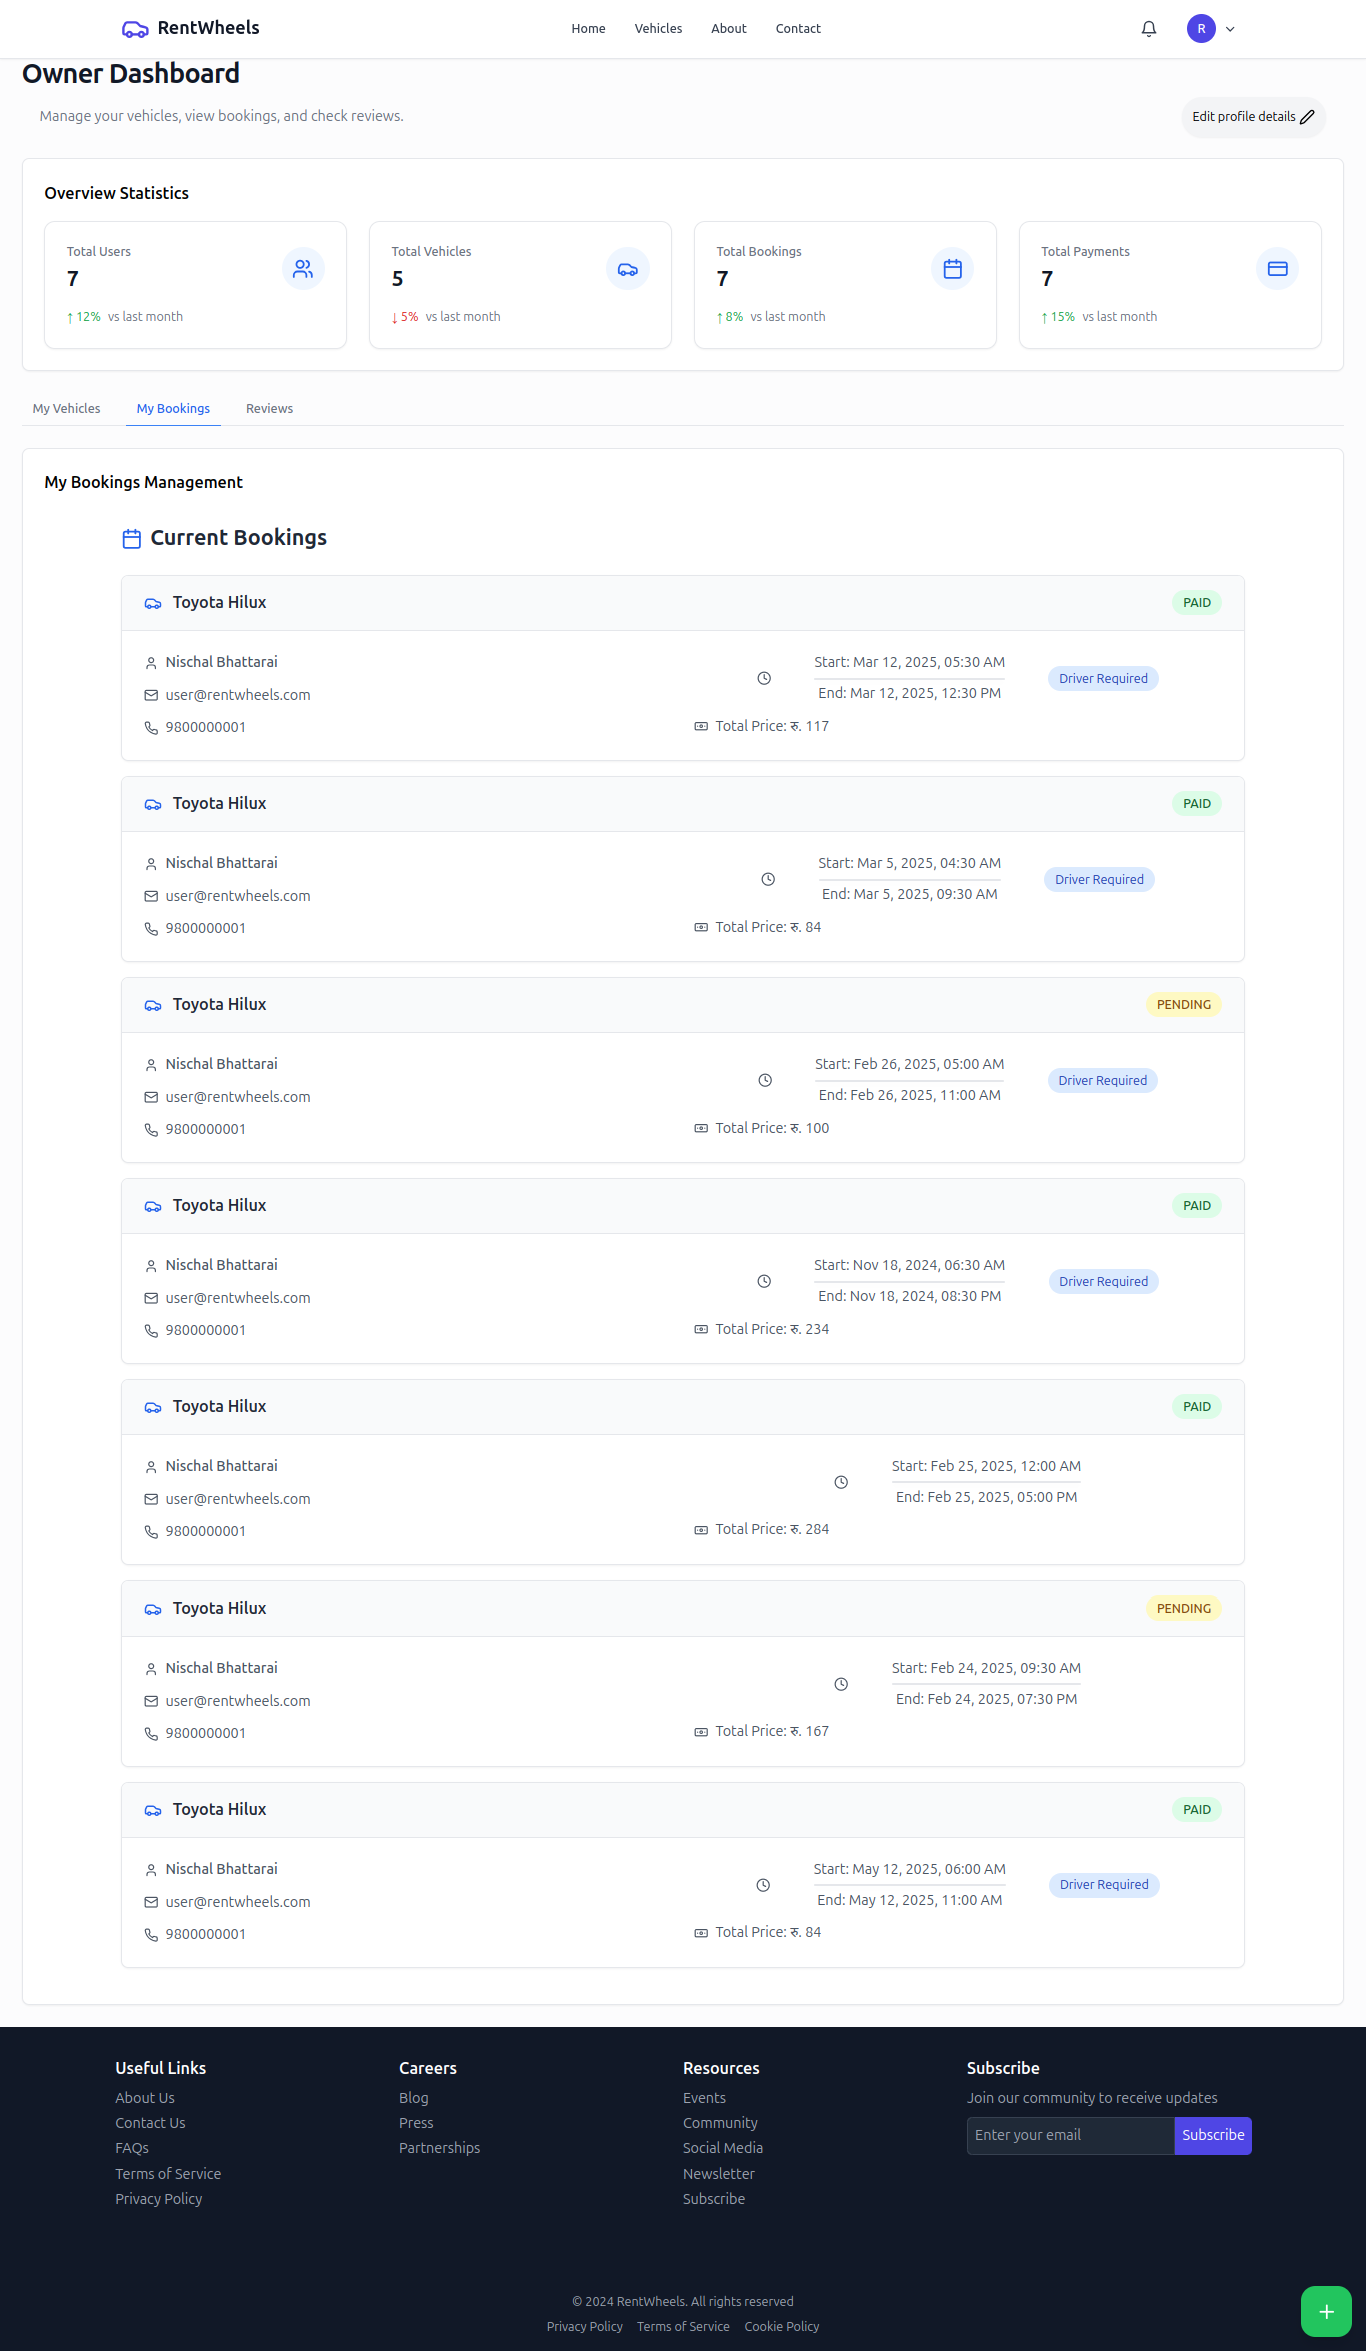 RentWheels
Home Vehicles About Contact
R
Owner Dashboard
Manage your vehicles, view bookings, and check reviews.
Edit profile details
Overview Statistics
Total Users
7
↑ 12% vs last month
Total Vehicles
5
↓ 5% vs last month
Total Bookings
7
↑ 8% vs last month
Total Payments
7
↑ 15% vs last month
My Vehicles My Bookings Reviews
My Bookings Management
Current Bookings
Toyota Hilux PAID
Nischal Bhattarai
user@rentwheels.com
9800000001
Start: Mar 12, 2025, 05:30 AM
End: Mar 12, 2025, 12:30 PM
Driver Required
Total Price: रु. 117
Toyota Hilux PAID
Nischal Bhattarai
user@rentwheels.com
9800000001
Start: Mar 5, 2025, 04:30 AM
End: Mar 5, 2025, 09:30 AM
Driver Required
Total Price: रु. 84
Toyota Hilux PENDING
Nischal Bhattarai
user@rentwheels.com
9800000001
Start: Feb 26, 2025, 05:00 AM
End: Feb 26, 2025, 11:00 AM
Driver Required
Total Price: रु. 100
Toyota Hilux PAID
Nischal Bhattarai
user@rentwheels.com
9800000001
Start: Nov 18, 2024, 06:30 AM
End: Nov 18, 2024, 08:30 PM
Driver Required
Total Price: रु. 234
Toyota Hilux PAID
Nischal Bhattarai
user@rentwheels.com
9800000001
Start: Feb 25, 2025, 12:00 AM
End: Feb 25, 2025, 05:00 PM
Total Price: रु. 284
Toyota Hilux PENDING
Nischal Bhattarai
user@rentwheels.com
9800000001
Start: Feb 24, 2025, 09:30 AM
End: Feb 24, 2025, 07:30 PM
Total Price: रु. 167
Toyota Hilux PAID
Nischal Bhattarai
user@rentwheels.com
9800000001
Start: May 12, 2025, 06:00 AM
End: May 12, 2025, 11:00 AM
Driver Required
Total Price: रु. 84
Useful Links
About Us
Contact Us
FAQs
Terms of Service
Privacy Policy
Careers
Blog
Press
Partnerships
Resources
Events
Community
Social Media
Newsletter
Subscribe
Subscribe
Join our community to receive updates
Enter your email Subscribe
© 2024 RentWheels. All rights reserved
Privacy Policy Terms of Service Cookie Policy
+